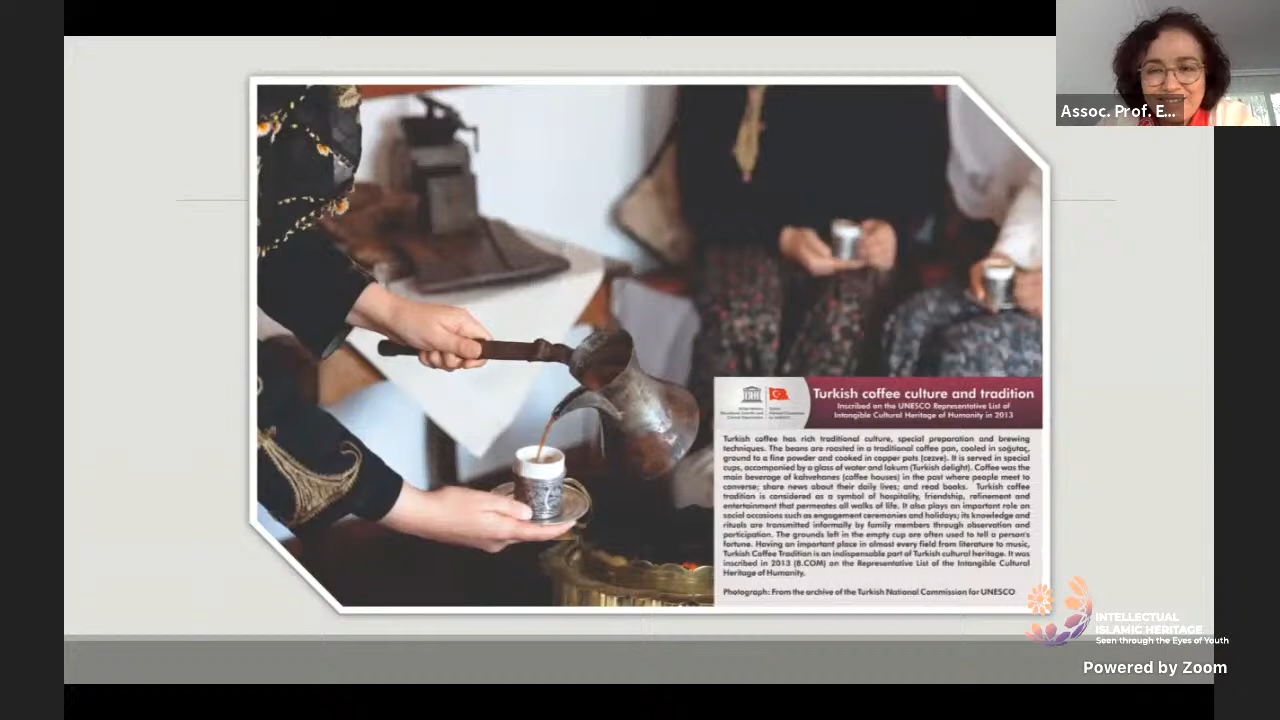 Assoc. Prof. E...
Turkish coffee culture and tradition
Inscribed on the UNESCO Representative List of
Intangible Cultural Heritage of Humanity in 2013
Turkish coffee has rich traditional culture, special preparation and brewing
techniques. The beans are roasted in a traditional coffee pan, cooled in soğutaç,
ground to a fine powder and cooked in copper pots (cezve). It is served in special
cups, accompanied by a glass of water and lokum (Turkish delight). Coffee was the
main beverage of kahvehanes (coffee houses) in the past where people meet to
converse; share news about their daily lives; and read books. Turkish coffee
tradition is considered as a symbol of hospitality, friendship, refinement and
entertainment that permeates all walks of life. It also plays an important role on
social occasions such as engagement ceremonies and holidays; its knowledge and
rituals are transmitted informally by family members through observation and
participation. The grounds left in the empty cup are often used to tell a person's
fortune. Having an important place in almost every field from literature to music,
Turkish Coffee Tradition is an indispensable part of Turkish cultural heritage. It was
inscribed in 2013 (8.COM) on the Representative List of the Intangible Cultural
Heritage of Humanity.
Photograph: From the archive of the Turkish National Commission for UNESCO
INTELLECTUAL
ISLAMIC HERITAGE
Seen through the Eyes of Youth
Powered by Zoom